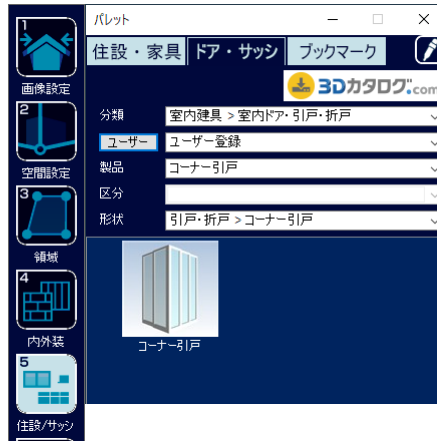 1
画像設定
2
空間設定
3
領域
4
内外装
5
住設/サッシ
パレット
住設・家具 ドア・サッシ ブックマーク
3Dカタログ.com
分類 室内建具 > 室内ドア・引戸・折戸
ユーザー ユーザー登録
製品 コーナー引戸
区分
形状 引戸・折戸 > コーナー引戸
コーナー引戸